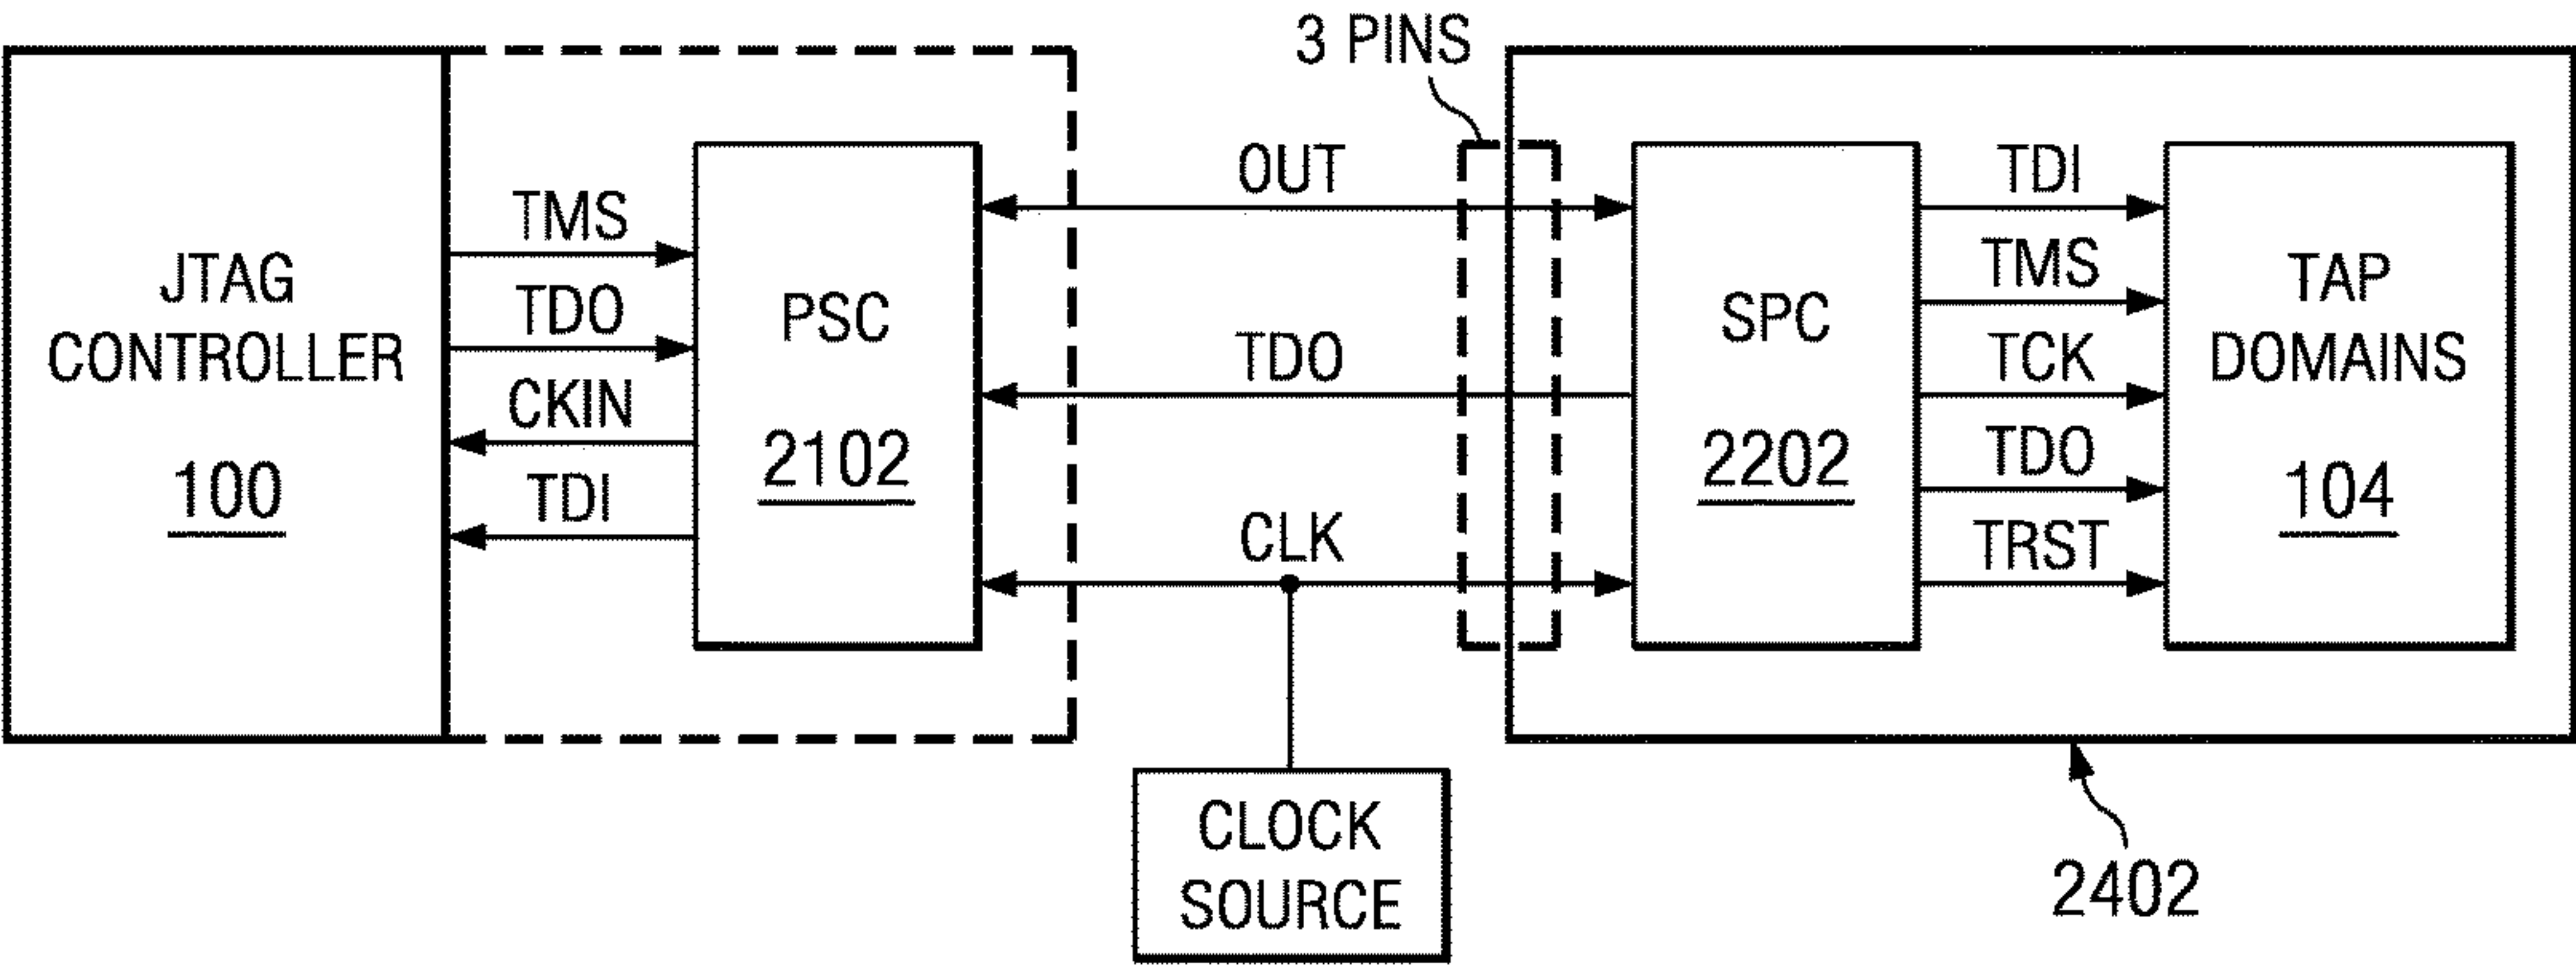 3 PINS
JTAG
CONTROLLER
100
TMS
TDO
CKIN
TDI
PSC
2102
OUT
TDO
CLK
SPC
2202
TDI
TMS
TCK
TDO
TRST
TAP
DOMAINS
104
CLOCK
SOURCE
2402